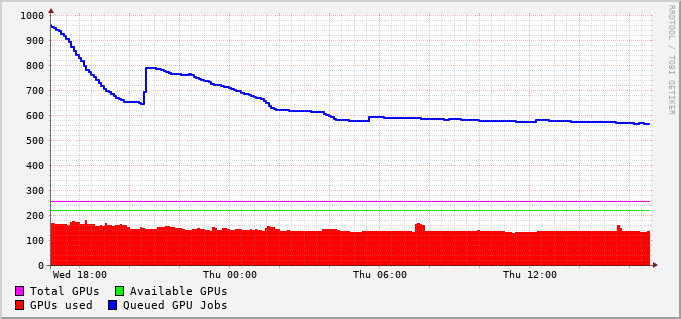 1000
900
800
700
600
500
400
300
200
100
0
Wed 18:00 Thu 00:00 Thu 06:00 Thu 12:00
Total GPUs Available GPUs
GPUs used Queued GPU Jobs
RRDTOOL / TOBI OETIKER